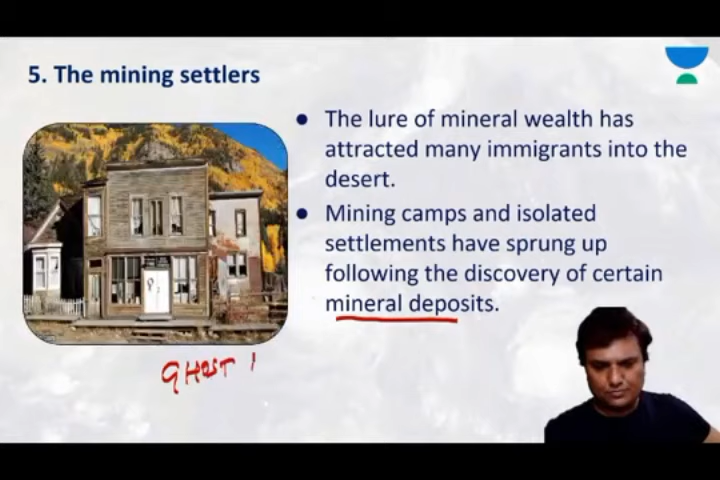 5. The mining settlers
● The lure of mineral wealth has
attracted many immigrants into the
desert.
● Mining camps and isolated
settlements have sprung up
following the discovery of certain
mineral deposits.
GHOST